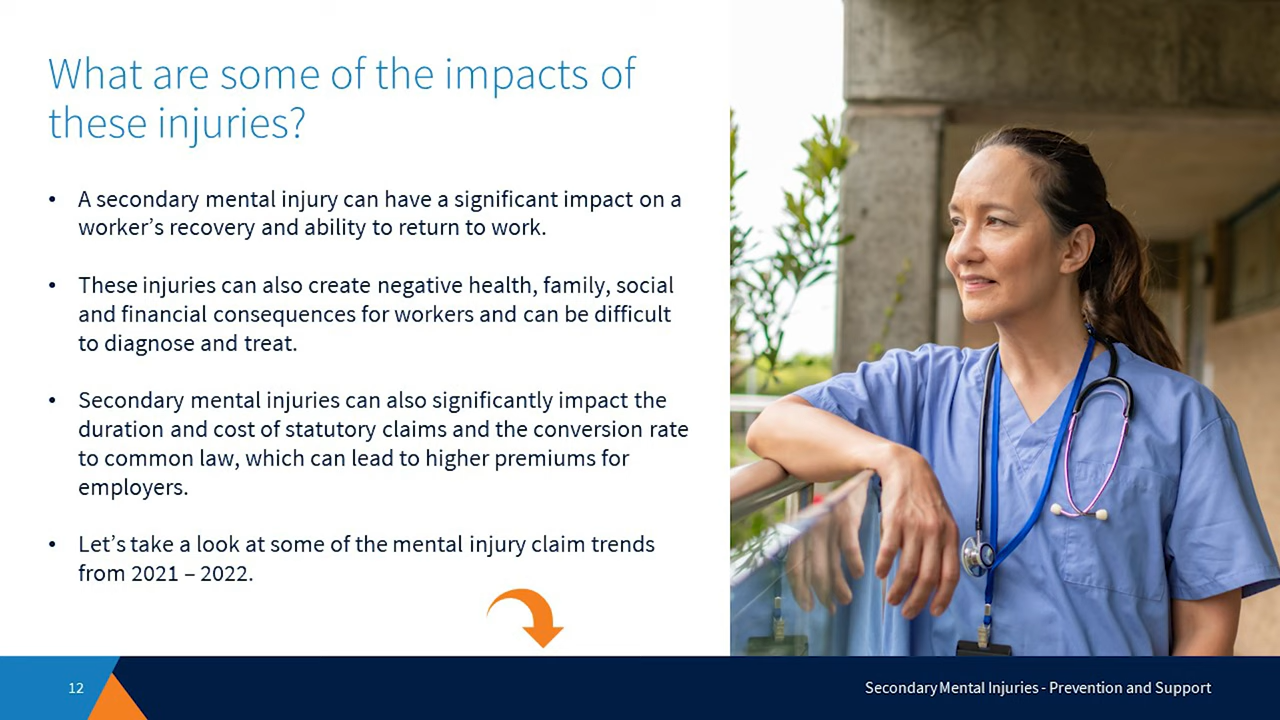 What are some of the impacts of
these injuries?
• A secondary mental injury can have a significant impact on a
worker’s recovery and ability to return to work.
• These injuries can also create negative health, family, social
and financial consequences for workers and can be difficult
to diagnose and treat.
• Secondary mental injuries can also significantly impact the
duration and cost of statutory claims and the conversion rate
to common law, which can lead to higher premiums for
employers.
• Let’s take a look at some of the mental injury claim trends
from 2021 – 2022.
12
Secondary Mental Injuries - Prevention and Support